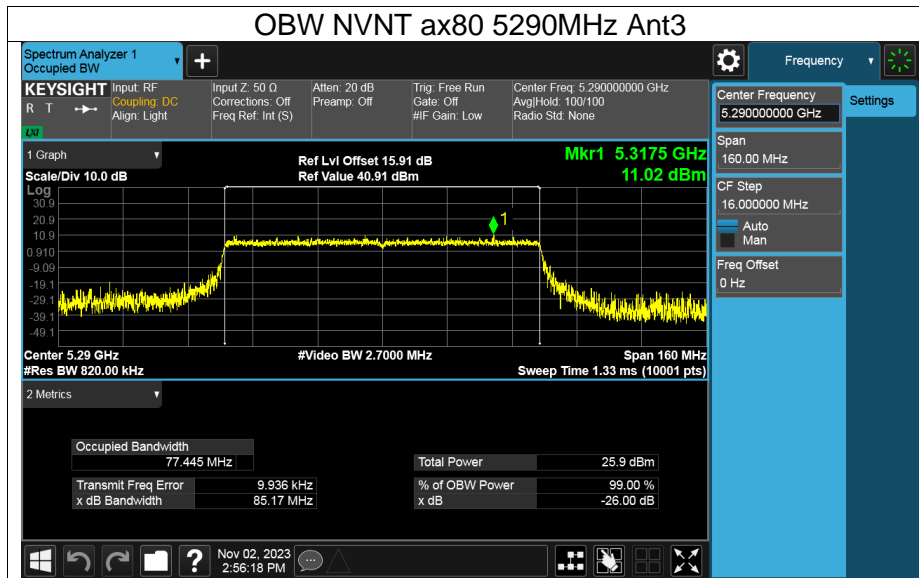 OBW NVNT ax80 5290MHz Ant3
Spectrum Analyzer 1
Occupied BW
Frequency
KEYSIGHT
R T
LXI
Input: RF
Coupling: DC
Align: Light
Input Z: 50 Ω
Corrections: Off
Freq Ref: Int (S)
Atten: 20 dB
Preamp: Off
Trig: Free Run
Gate: Off
#IF Gain: Low
Center Freq: 5.290000000 GHz
Avg|Hold: 100/100
Radio Std: None
Center Frequency
5.290000000 GHz
Settings
Span
160.00 MHz
CF Step
16.000000 MHz
Auto
Man
Freq Offset
0 Hz
1 Graph
Scale/Div 10.0 dB
Ref Lvl Offset 15.91 dB
Ref Value 40.91 dBm
Mkr1 5.3175 GHz
11.02 dBm
Log
30.9
20.9
10.9
0.910
-9.09
-19.1
-29.1
-39.1
-49.1
1
Center 5.29 GHz
#Res BW 820.00 kHz
#Video BW 2.7000 MHz
Span 160 MHz
Sweep Time 1.33 ms (10001 pts)
2 Metrics
Occupied Bandwidth
77.445 MHz
Transmit Freq Error 9.936 kHz
x dB Bandwidth 85.17 MHz
Total Power 25.9 dBm
% of OBW Power 99.00 %
x dB -26.00 dB
?
Nov 02, 2023
2:56:18 PM